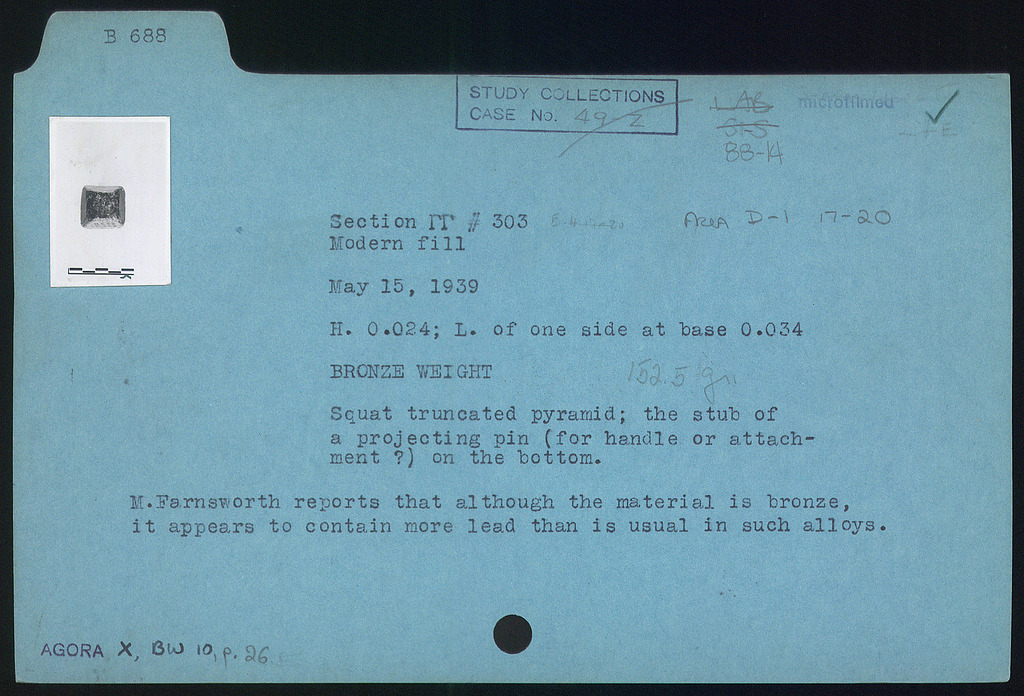 B 688
STUDY COLLECTIONS
CASE No. 49-2
LAB microfilmed ✓
S+S
88-14
Section ΠΓ # 303 AREA D-1 17-20
Modern fill
May 15, 1939
H. 0.024; L. of one side at base 0.034
BRONZE WEIGHT 152.5 gr.
Squat truncated pyramid; the stub of
a projecting pin (for handle or attach-
ment ?) on the bottom.
M.Farnsworth reports that although the material is bronze,
it appears to contain more lead than is usual in such alloys.
AGORA X, BW 10, p. 26